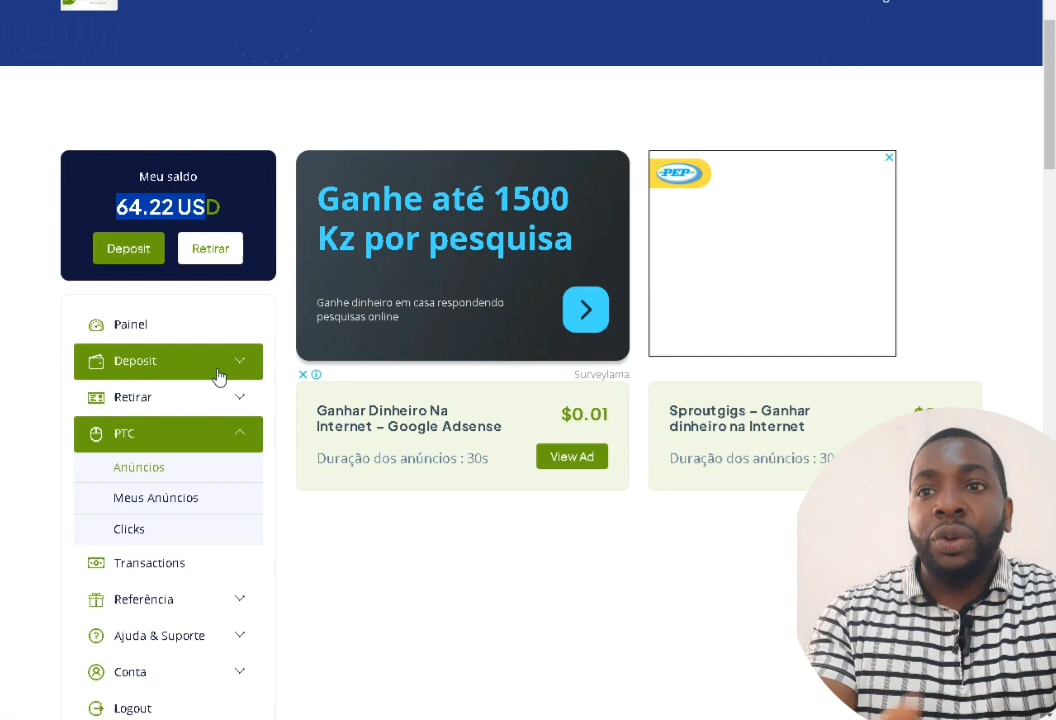 Meu saldo
64.22 USD
Deposit
Retirar
Painel
Deposit
Retirar
PTC
Anúncios
Meus Anúncios
Clicks
Transactions
Referência
Ajuda & Suporte
Conta
Logout
Ganhe até 1500
Kz por pesquisa
Ganhe dinheiro em casa respondendo
pesquisas online
Surveylama
PEP
Ganhar Dinheiro Na
Internet – Google Adsense
$0.01
Duração dos anúncios : 30s
View Ad
Sproutgigs – Ganhar
dinheiro na Internet
Duração dos anúncios : 30